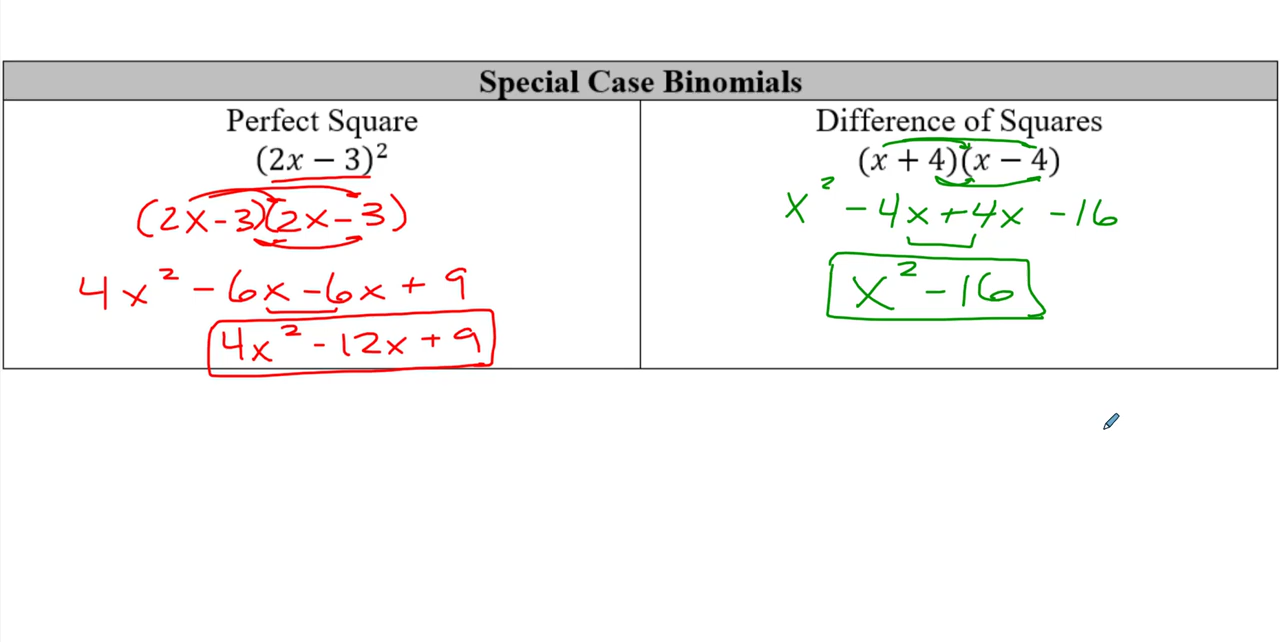 Special Case Binomials
Perfect Square
(2x − 3)²
(2x-3)(2x-3)
4x² - 6x - 6x + 9
4x² - 12x + 9
Difference of Squares
(x + 4)(x − 4)
x² - 4x + 4x - 16
x² - 16